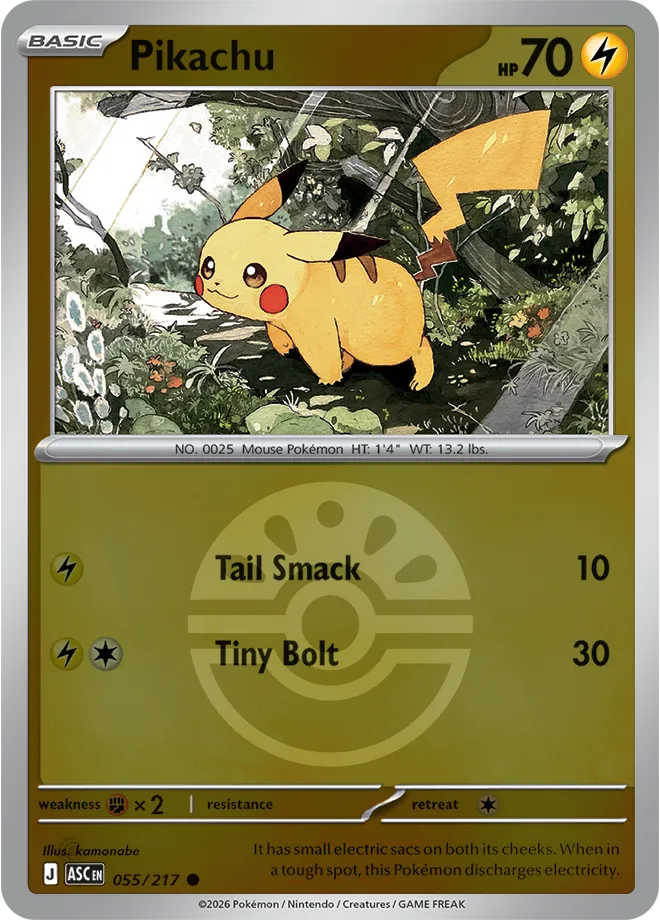 BASIC
Pikachu
HP 70
NO. 0025 Mouse Pokémon HT: 1'4" WT: 13.2 lbs.
Tail Smack 10
Tiny Bolt 30
weakness ×2 resistance retreat
Illus. kamonabe
It has small electric sacs on both its cheeks. When in
a tough spot, this Pokémon discharges electricity.
J ASC EN 055/217
©2026 Pokémon / Nintendo / Creatures / GAME FREAK